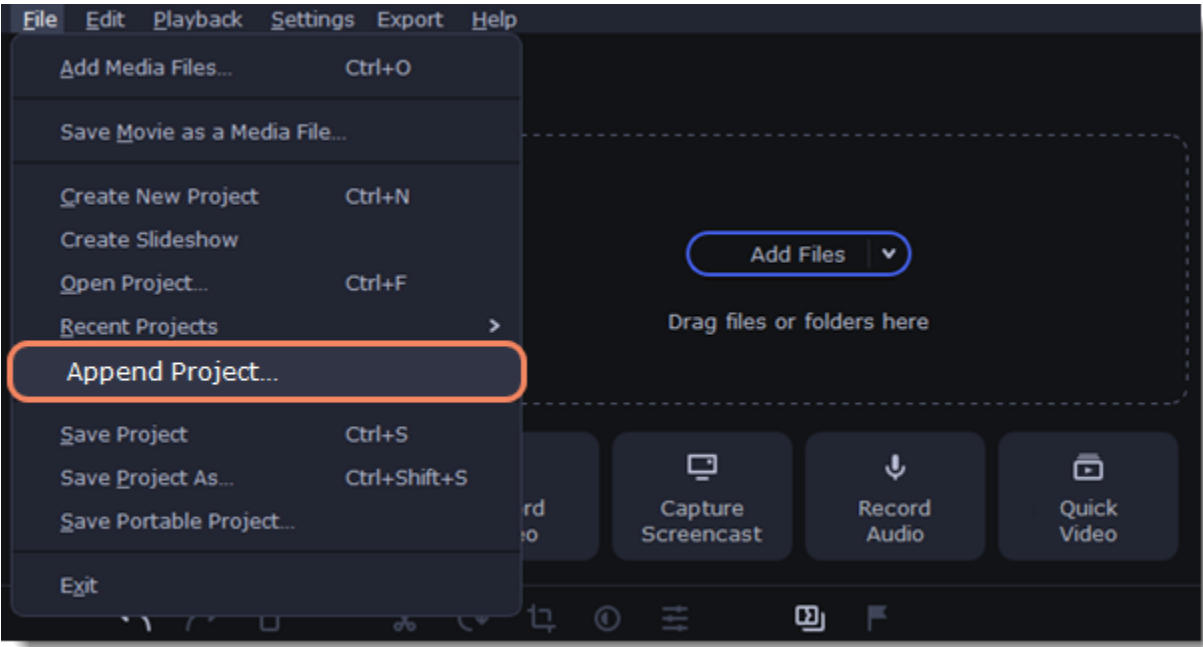 File Edit Playback Settings Export Help
Add Media Files... Ctrl+O
Save Movie as a Media File...
Create New Project Ctrl+N
Create Slideshow
Open Project... Ctrl+F
Recent Projects
Append Project...
Save Project Ctrl+S
Save Project As... Ctrl+Shift+S
Save Portable Project...
Exit
Add Files
Drag files or folders here
Capture
Screencast
Record
Audio
Quick
Video